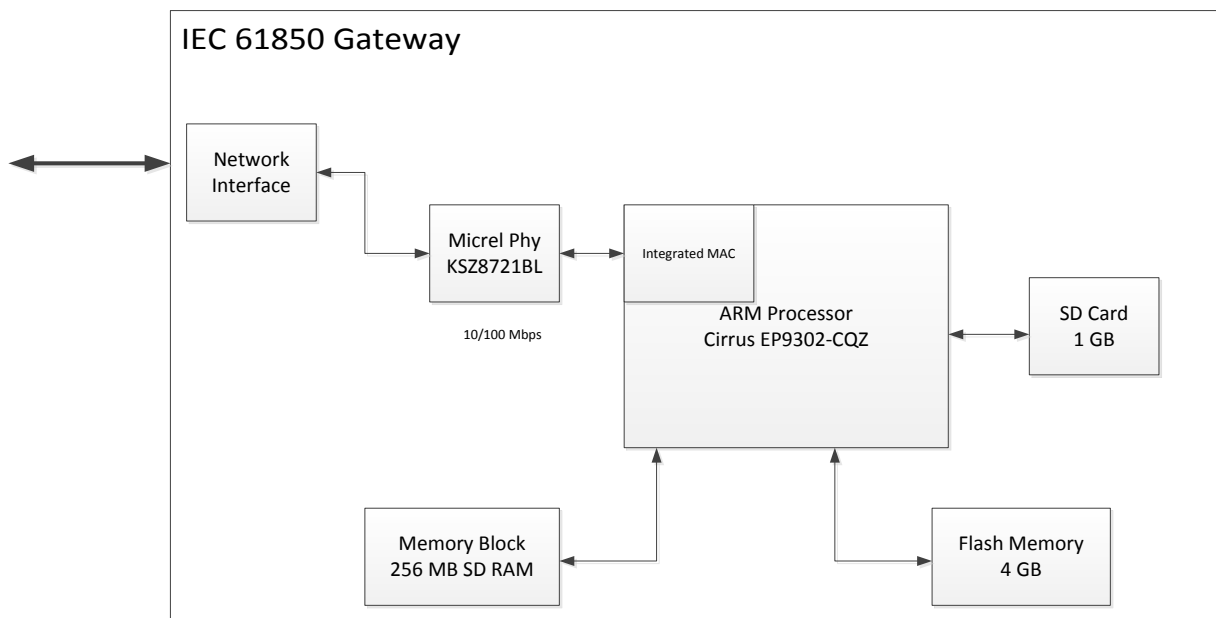 IEC 61850 Gateway
Network
Interface
Micrel Phy
KSZ8721BL
10/100 Mbps
Integrated MAC
ARM Processor
Cirrus EP9302-CQZ
SD Card
1 GB
Memory Block
256 MB SD RAM
Flash Memory
4 GB